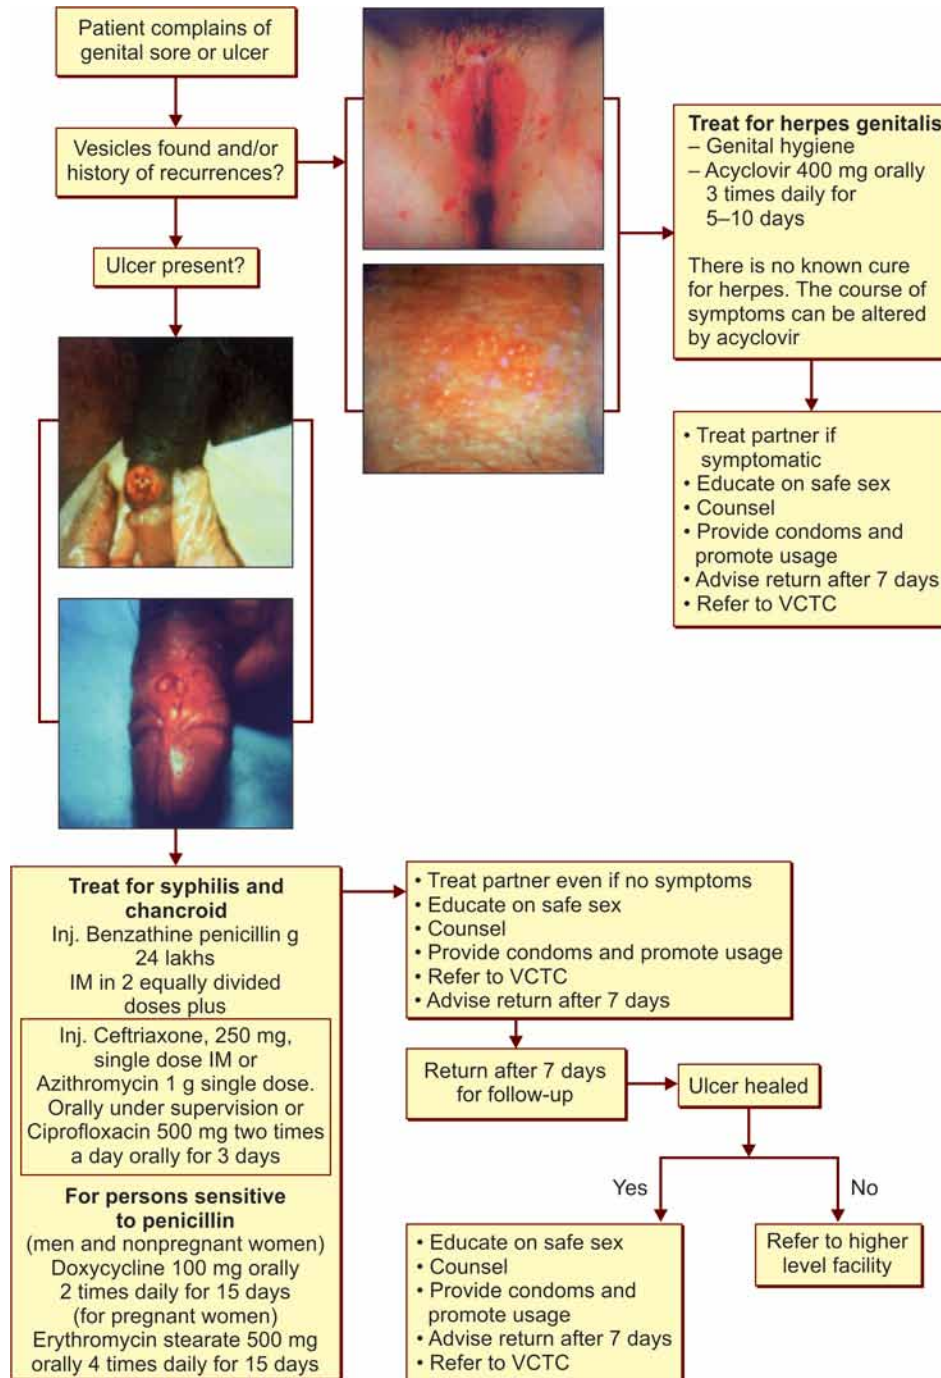 Patient complains of
genital sore or ulcer
Vesicles found and/or
history of recurrences?
Ulcer present?
Treat for herpes genitalis
– Genital hygiene
– Acyclovir 400 mg orally
3 times daily for
5–10 days
There is no known cure
for herpes. The course of
symptoms can be altered
by acyclovir
• Treat partner if
symptomatic
• Educate on safe sex
• Counsel
• Provide condoms and
promote usage
• Advise return after 7 days
• Refer to VCTC
Treat for syphilis and
chancroid
Inj. Benzathine penicillin g
24 lakhs
IM in 2 equally divided
doses plus
Inj. Ceftriaxone, 250 mg,
single dose IM or
Azithromycin 1 g single dose.
Orally under supervision or
Ciprofloxacin 500 mg two times
a day orally for 3 days
For persons sensitive
to penicillin
(men and nonpregnant women)
Doxycycline 100 mg orally
2 times daily for 15 days
(for pregnant women)
Erythromycin stearate 500 mg
orally 4 times daily for 15 days
• Treat partner even if no symptoms
• Educate on safe sex
• Counsel
• Provide condoms and promote usage
• Refer to VCTC
• Advise return after 7 days
Return after 7 days
for follow-up
Ulcer healed
Yes
No
• Educate on safe sex
• Counsel
• Provide condoms and
promote usage
• Advise return after 7 days
• Refer to VCTC
Refer to higher
level facility